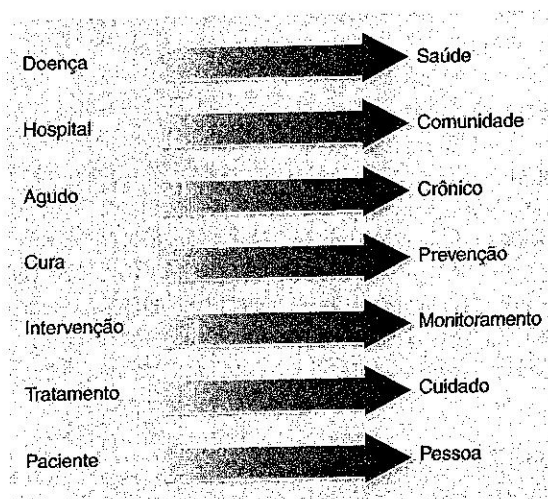 Doença Saúde
Hospital Comunidade
Agudo Crônico
Cura Prevenção
Intervenção Monitoramento
Tratamento Cuidado
Paciente Pessoa